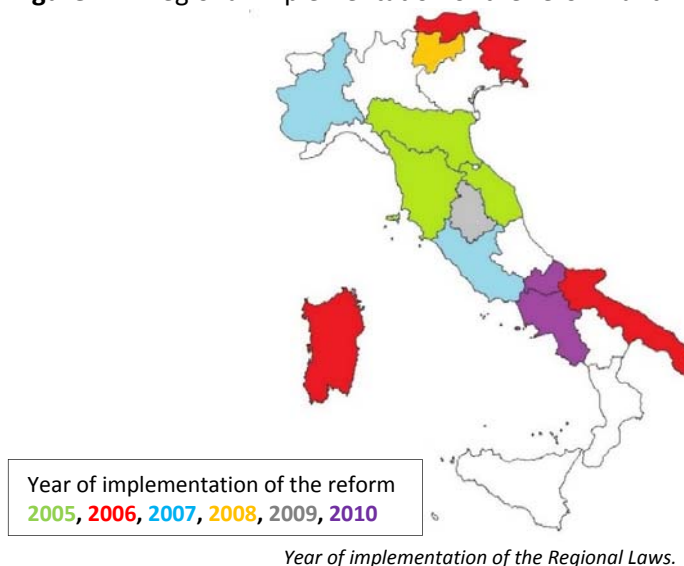 Year of implementation of the reform
2005, 2006, 2007, 2008, 2009, 2010
Year of implementation of the Regional Laws.